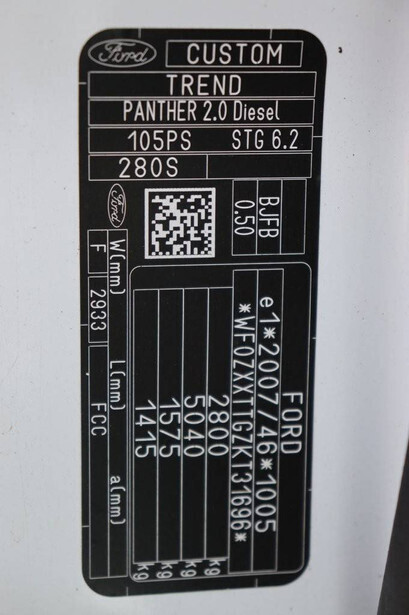 Ford CUSTOM
TREND
PANTHER 2.0 Diesel
105PS STG 6.2
280S
Ford
BJFB
0.50
FORD
e1*2007/46*1005
*WF0ZXXTTGZKT31696*
2800 kg
5040 kg
1575 kg
1415 kg
W(mm) L(mm) a(mm)
F 2933 FCC